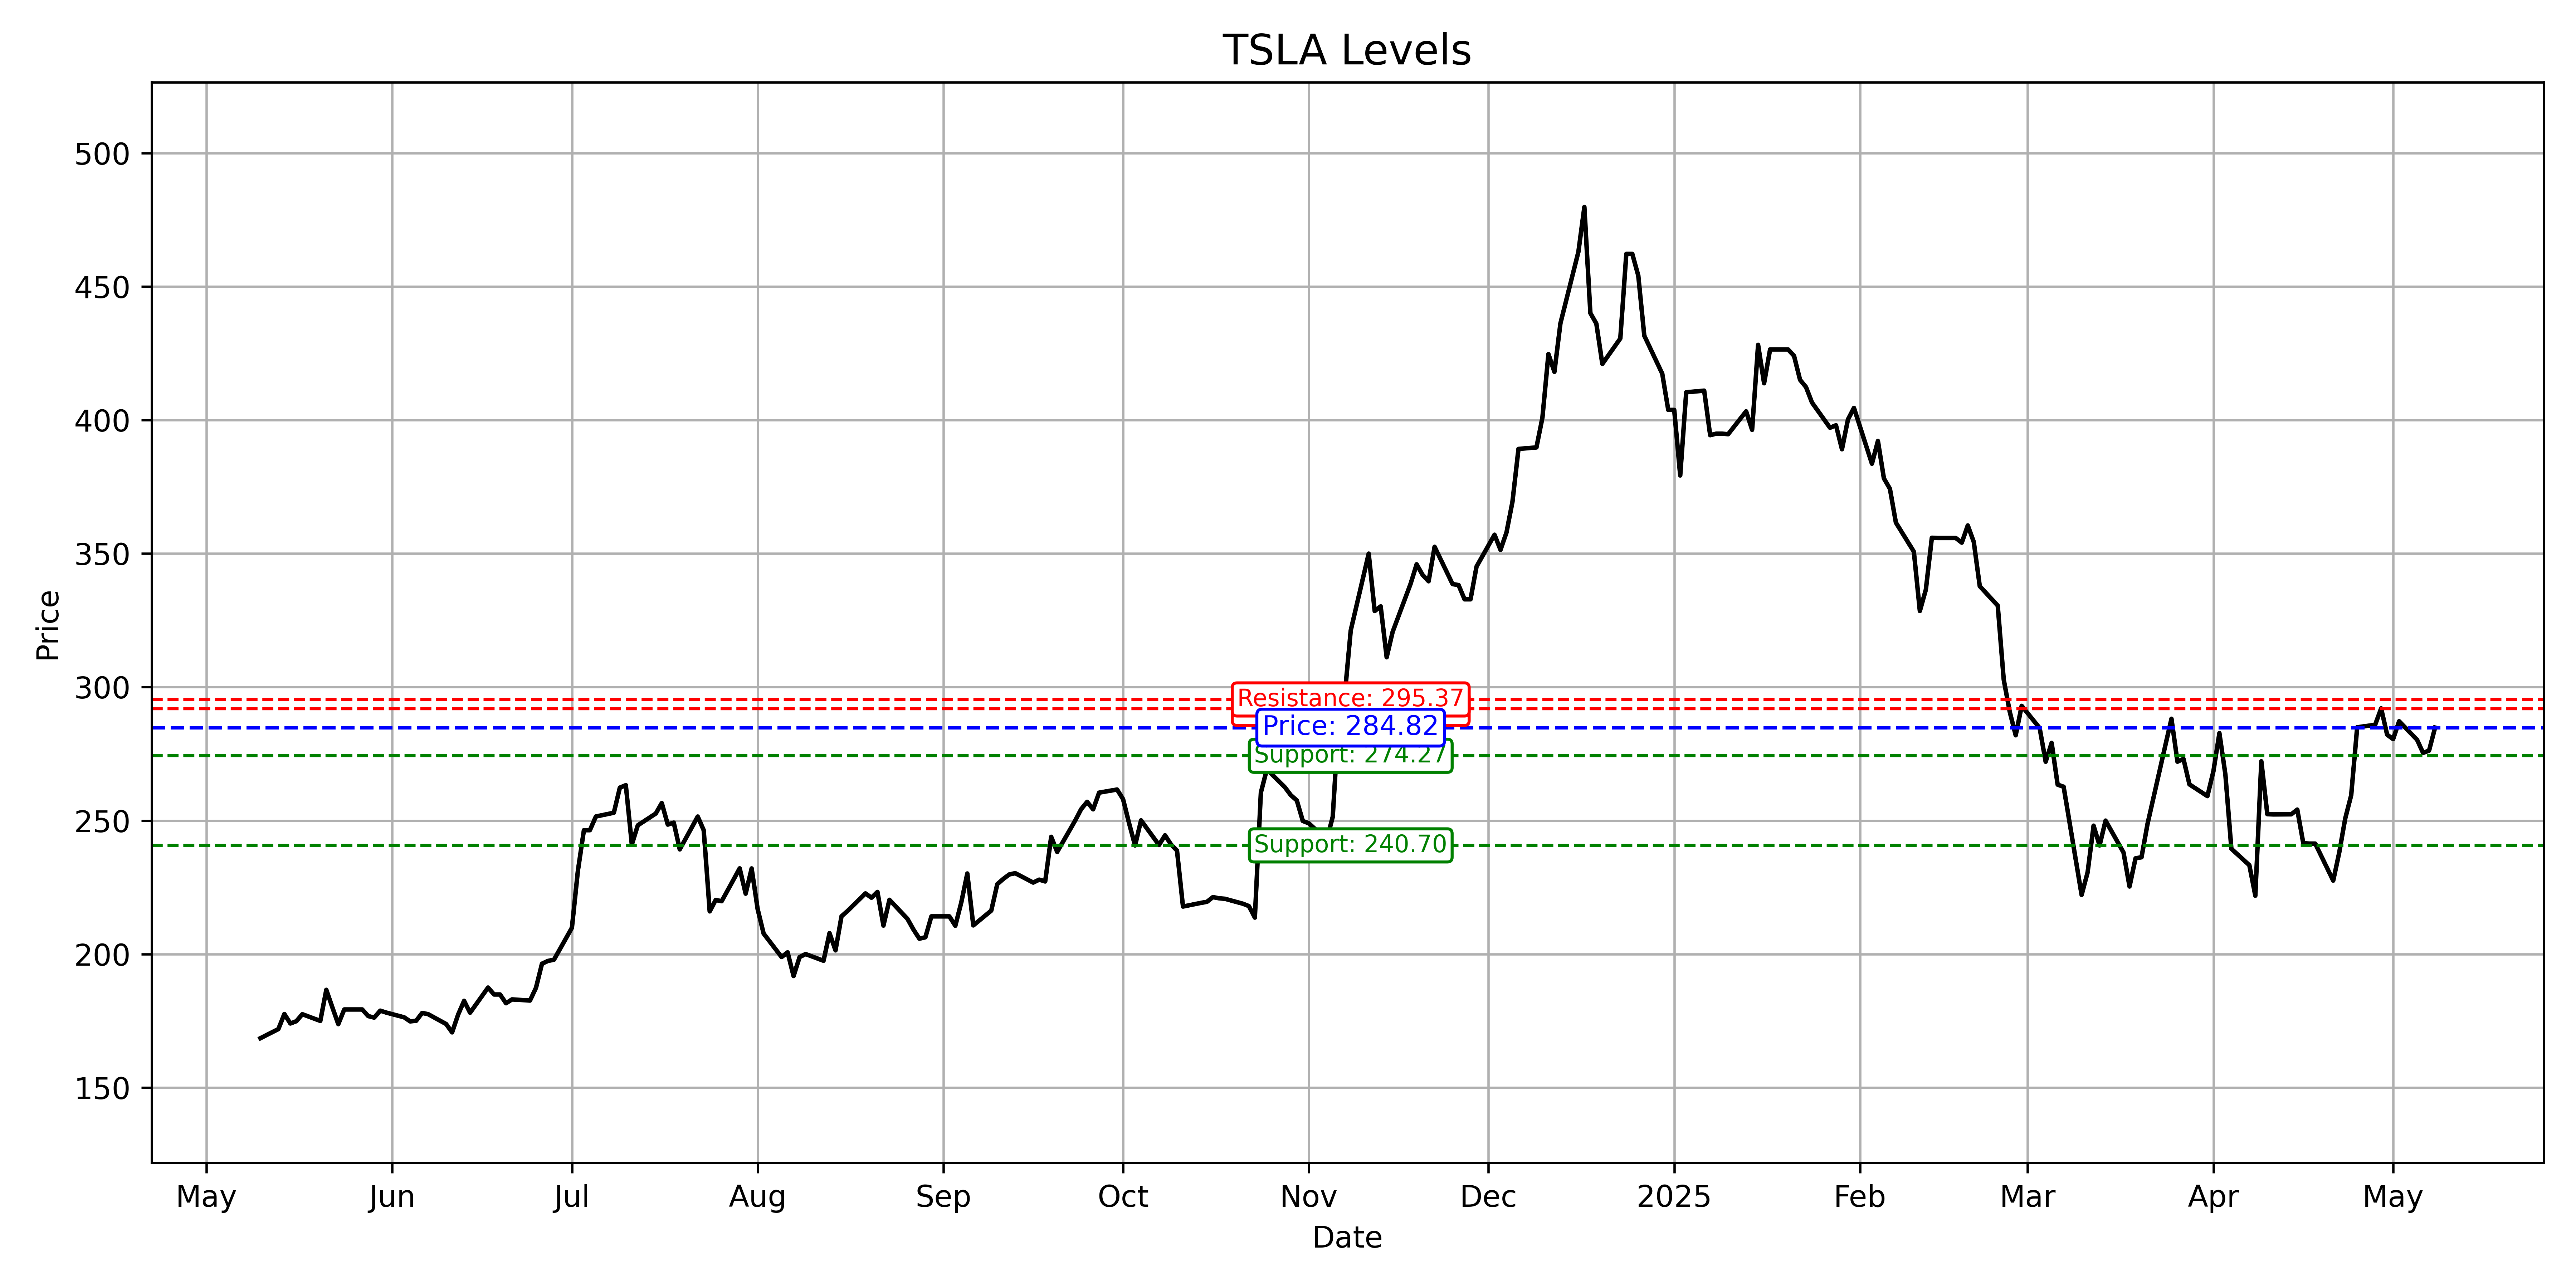 TSLA Levels
500
450
400
350
300
250
200
150
Price
Resistance: 295.37
Price: 284.82
Support: 274.27
Support: 240.70
May Jun Jul Aug Sep Oct Nov Dec 2025 Feb Mar Apr May
Date